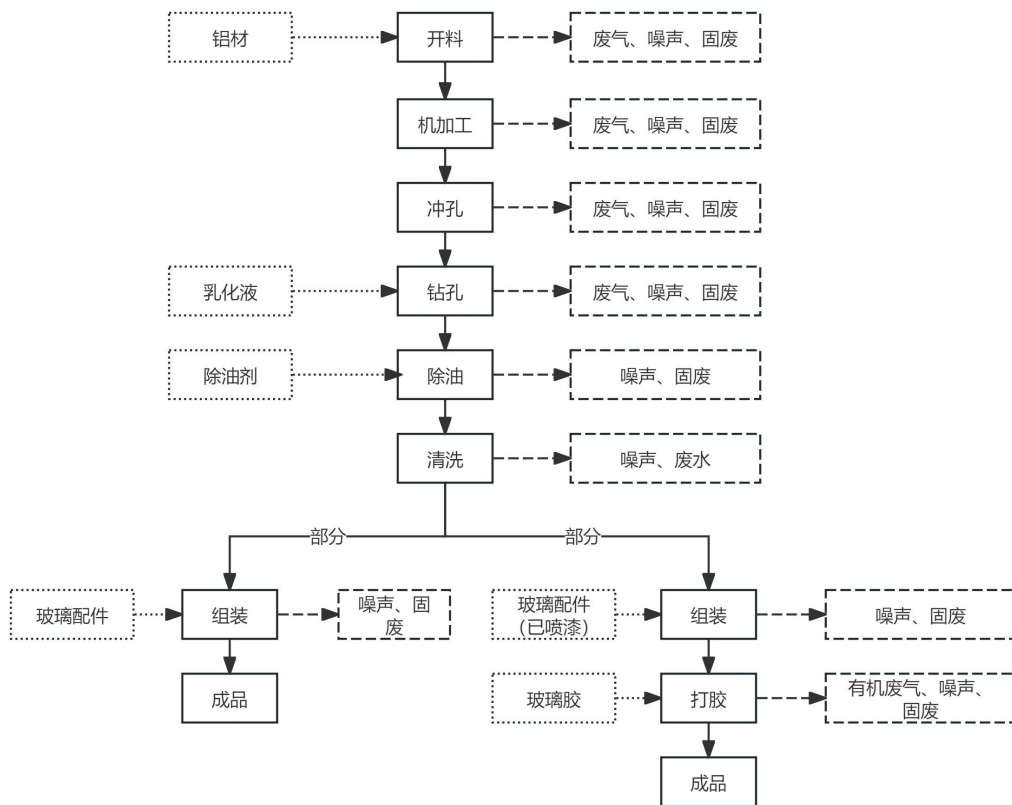 铝材
开料
废气、噪声、固废
机加工
废气、噪声、固废
冲孔
废气、噪声、固废
乳化液
钻孔
废气、噪声、固废
除油剂
除油
噪声、固废
清洗
噪声、废水
部分
部分
玻璃配件
组装
噪声、固
废
玻璃配件
（已喷漆）
组装
噪声、固废
成品
玻璃胶
打胶
有机废气、噪声、
固废
成品